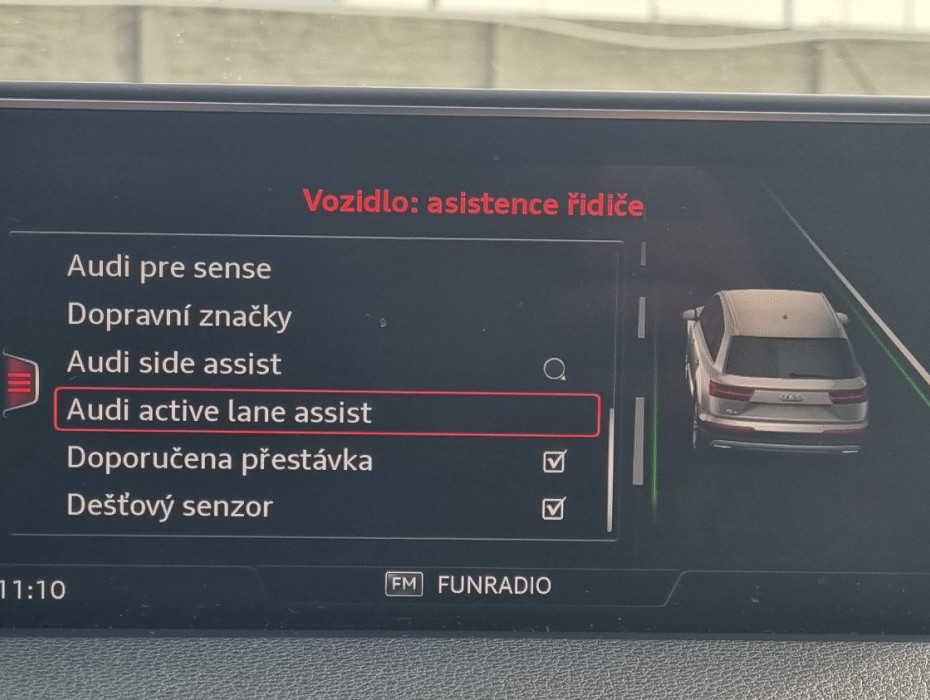 Vozidlo: asistence řidiče
Audi pre sense
Dopravní značky
Audi side assist
Audi active lane assist
Doporučena přestávka
Dešťový senzor
11:10
FM FUNRADIO